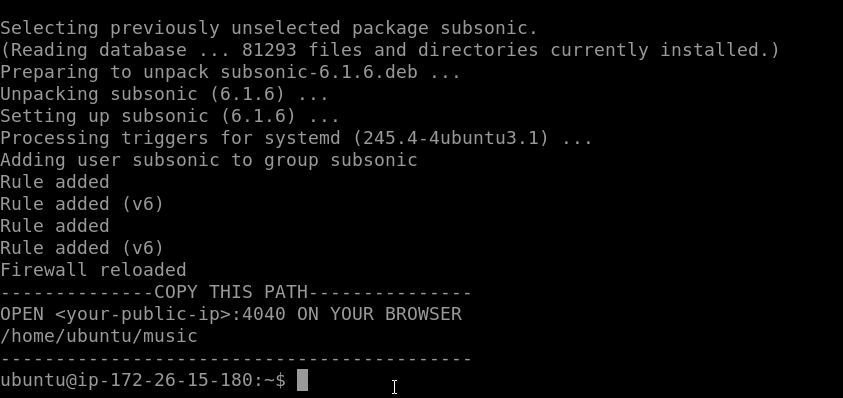 Selecting previously unselected package subsonic.
(Reading database ... 81293 files and directories currently installed.)
Preparing to unpack subsonic-6.1.6.deb ...
Unpacking subsonic (6.1.6) ...
Setting up subsonic (6.1.6) ...
Processing triggers for systemd (245.4-4ubuntu3.1) ...
Adding user subsonic to group subsonic
Rule added
Rule added (v6)
Rule added
Rule added (v6)
Firewall reloaded
--------------COPY THIS PATH---------------
OPEN <your-public-ip>:4040 ON YOUR BROWSER
/home/ubuntu/music
-------------------------------------------
ubuntu@ip-172-26-15-180:~$